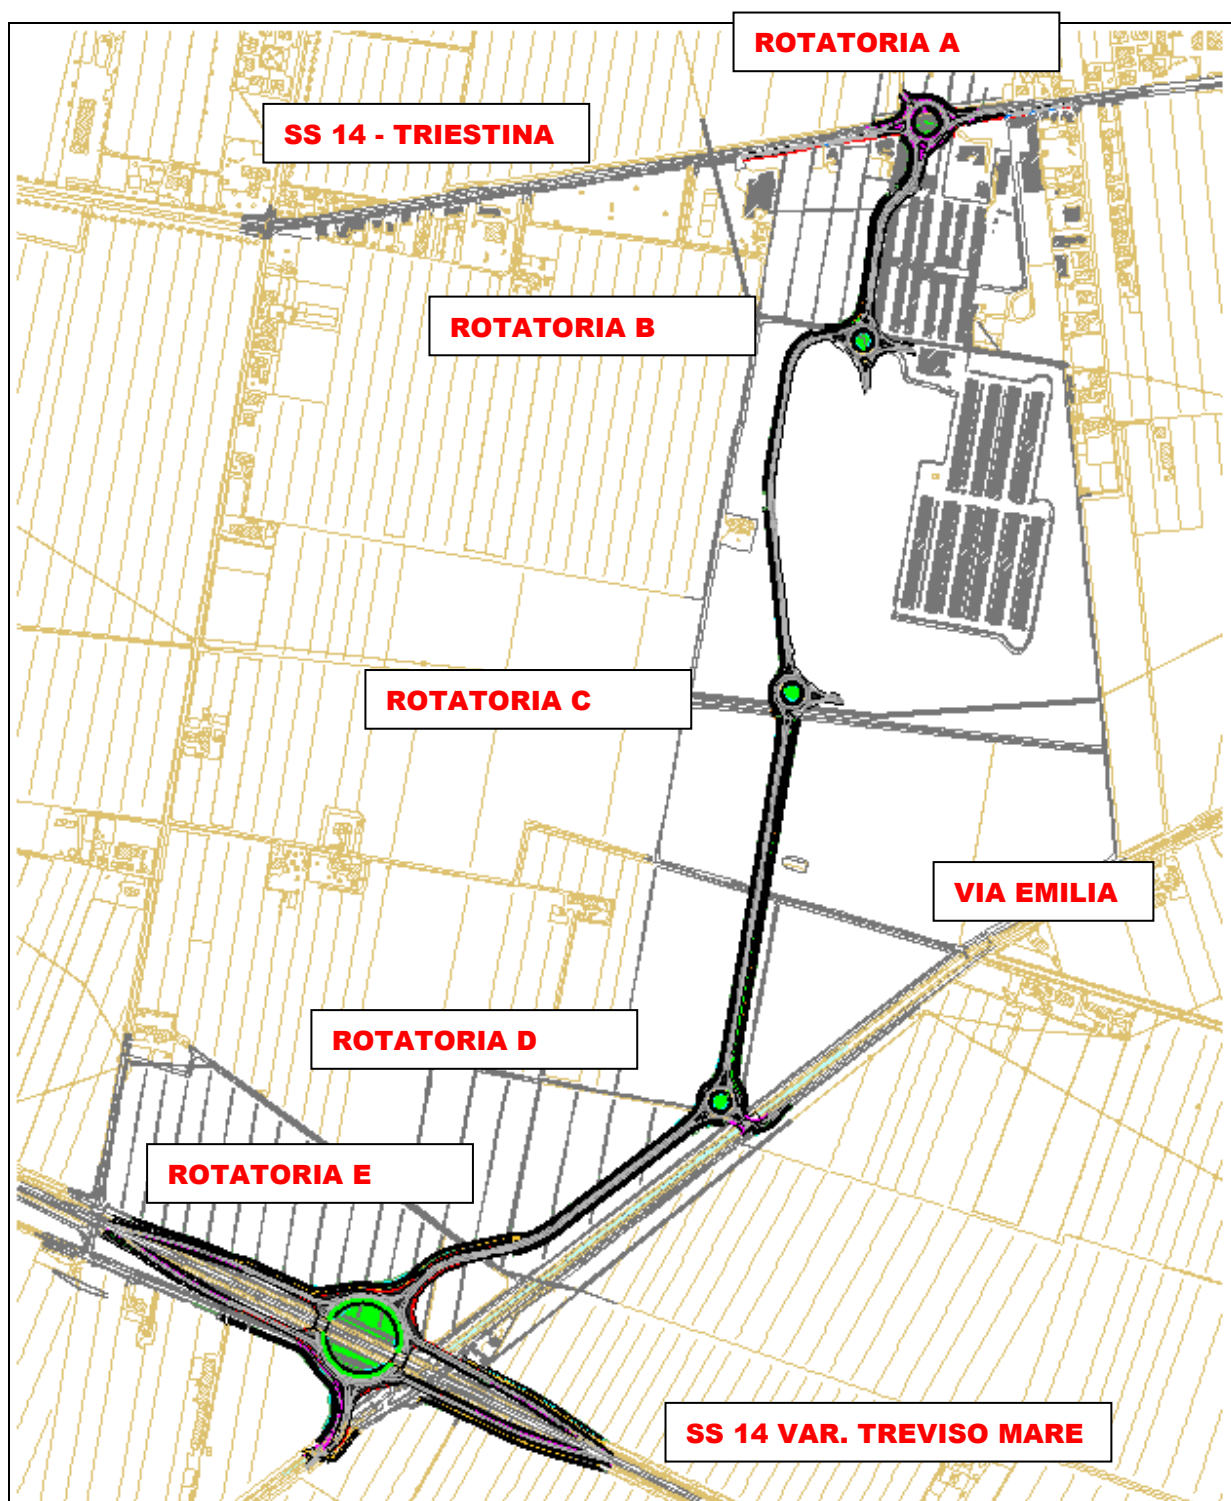 ROTATORIA A
SS 14 - TRIESTINA
ROTATORIA B
ROTATORIA C
VIA EMILIA
ROTATORIA D
ROTATORIA E
SS 14 VAR. TREVISO MARE